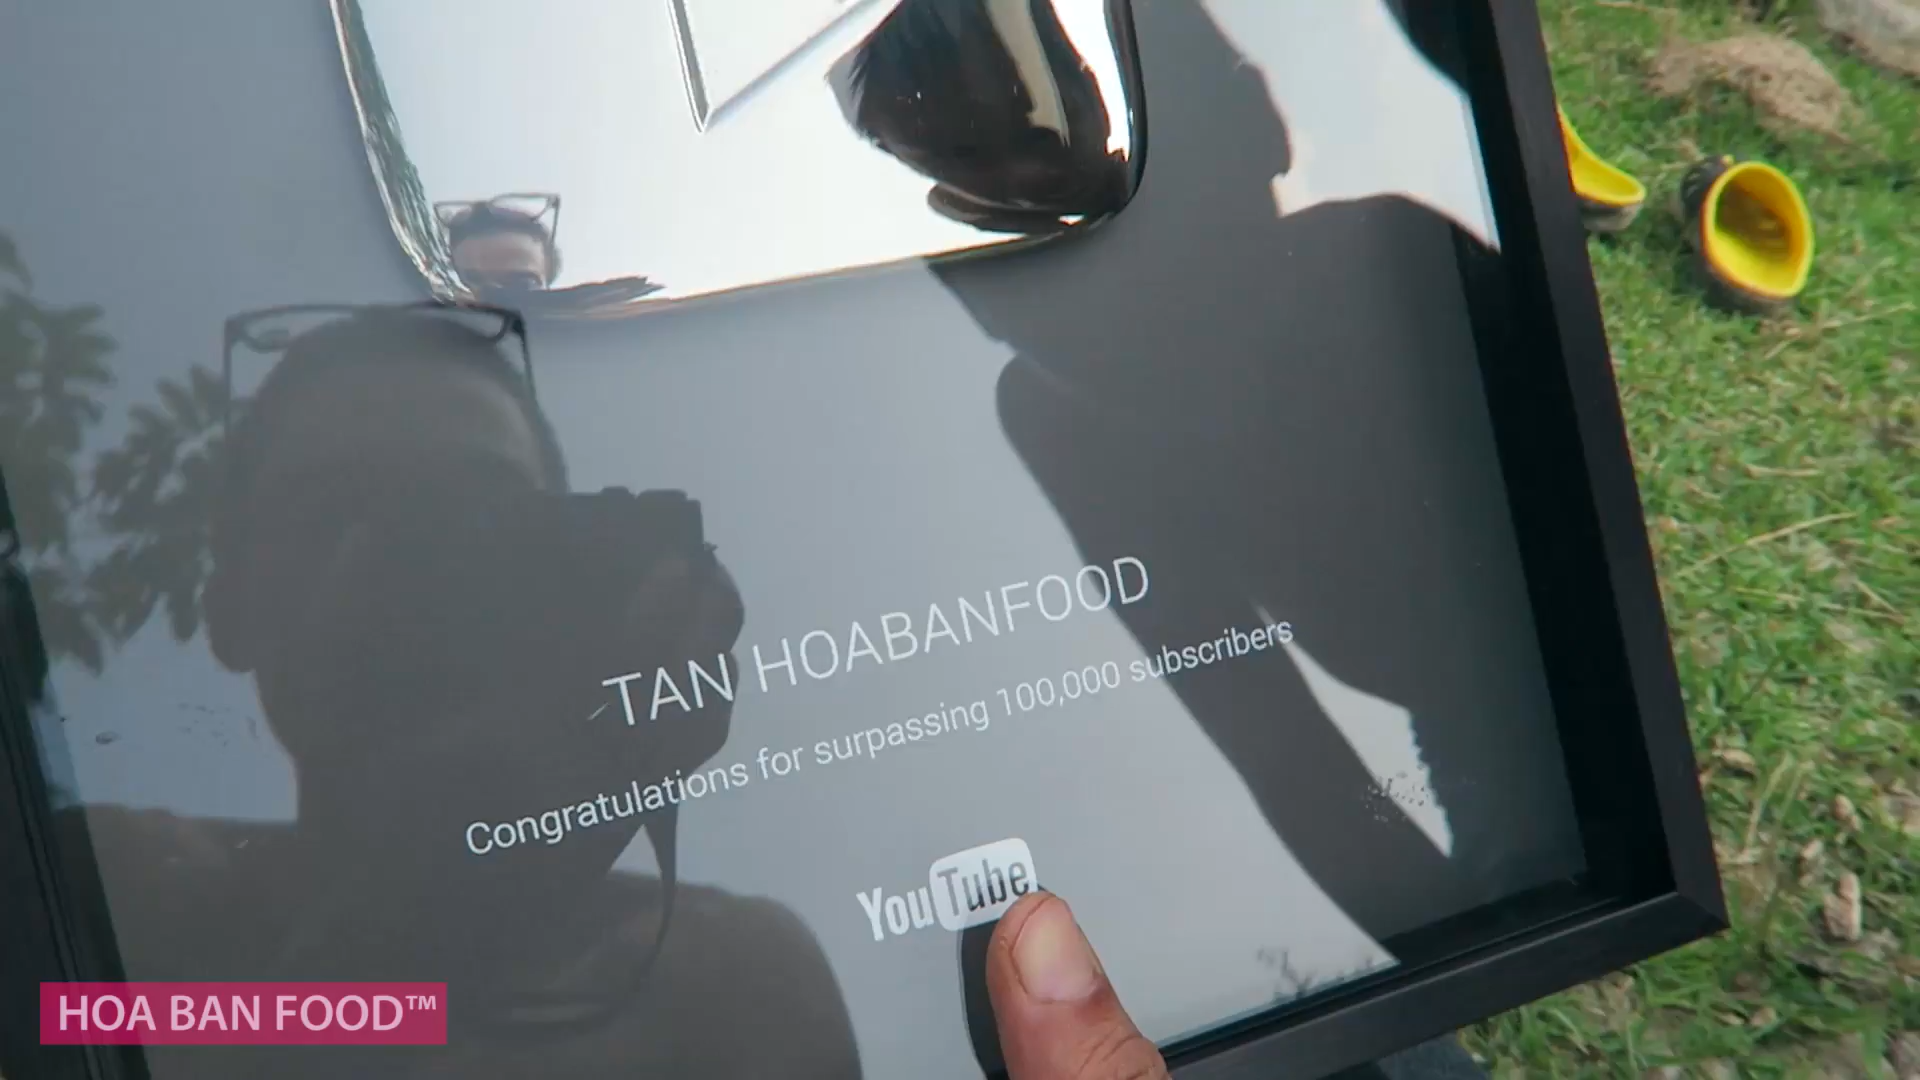 TAN HOABANFOOD
Congratulations for surpassing 100,000 subscribers
YouTube
HOA BAN FOOD™